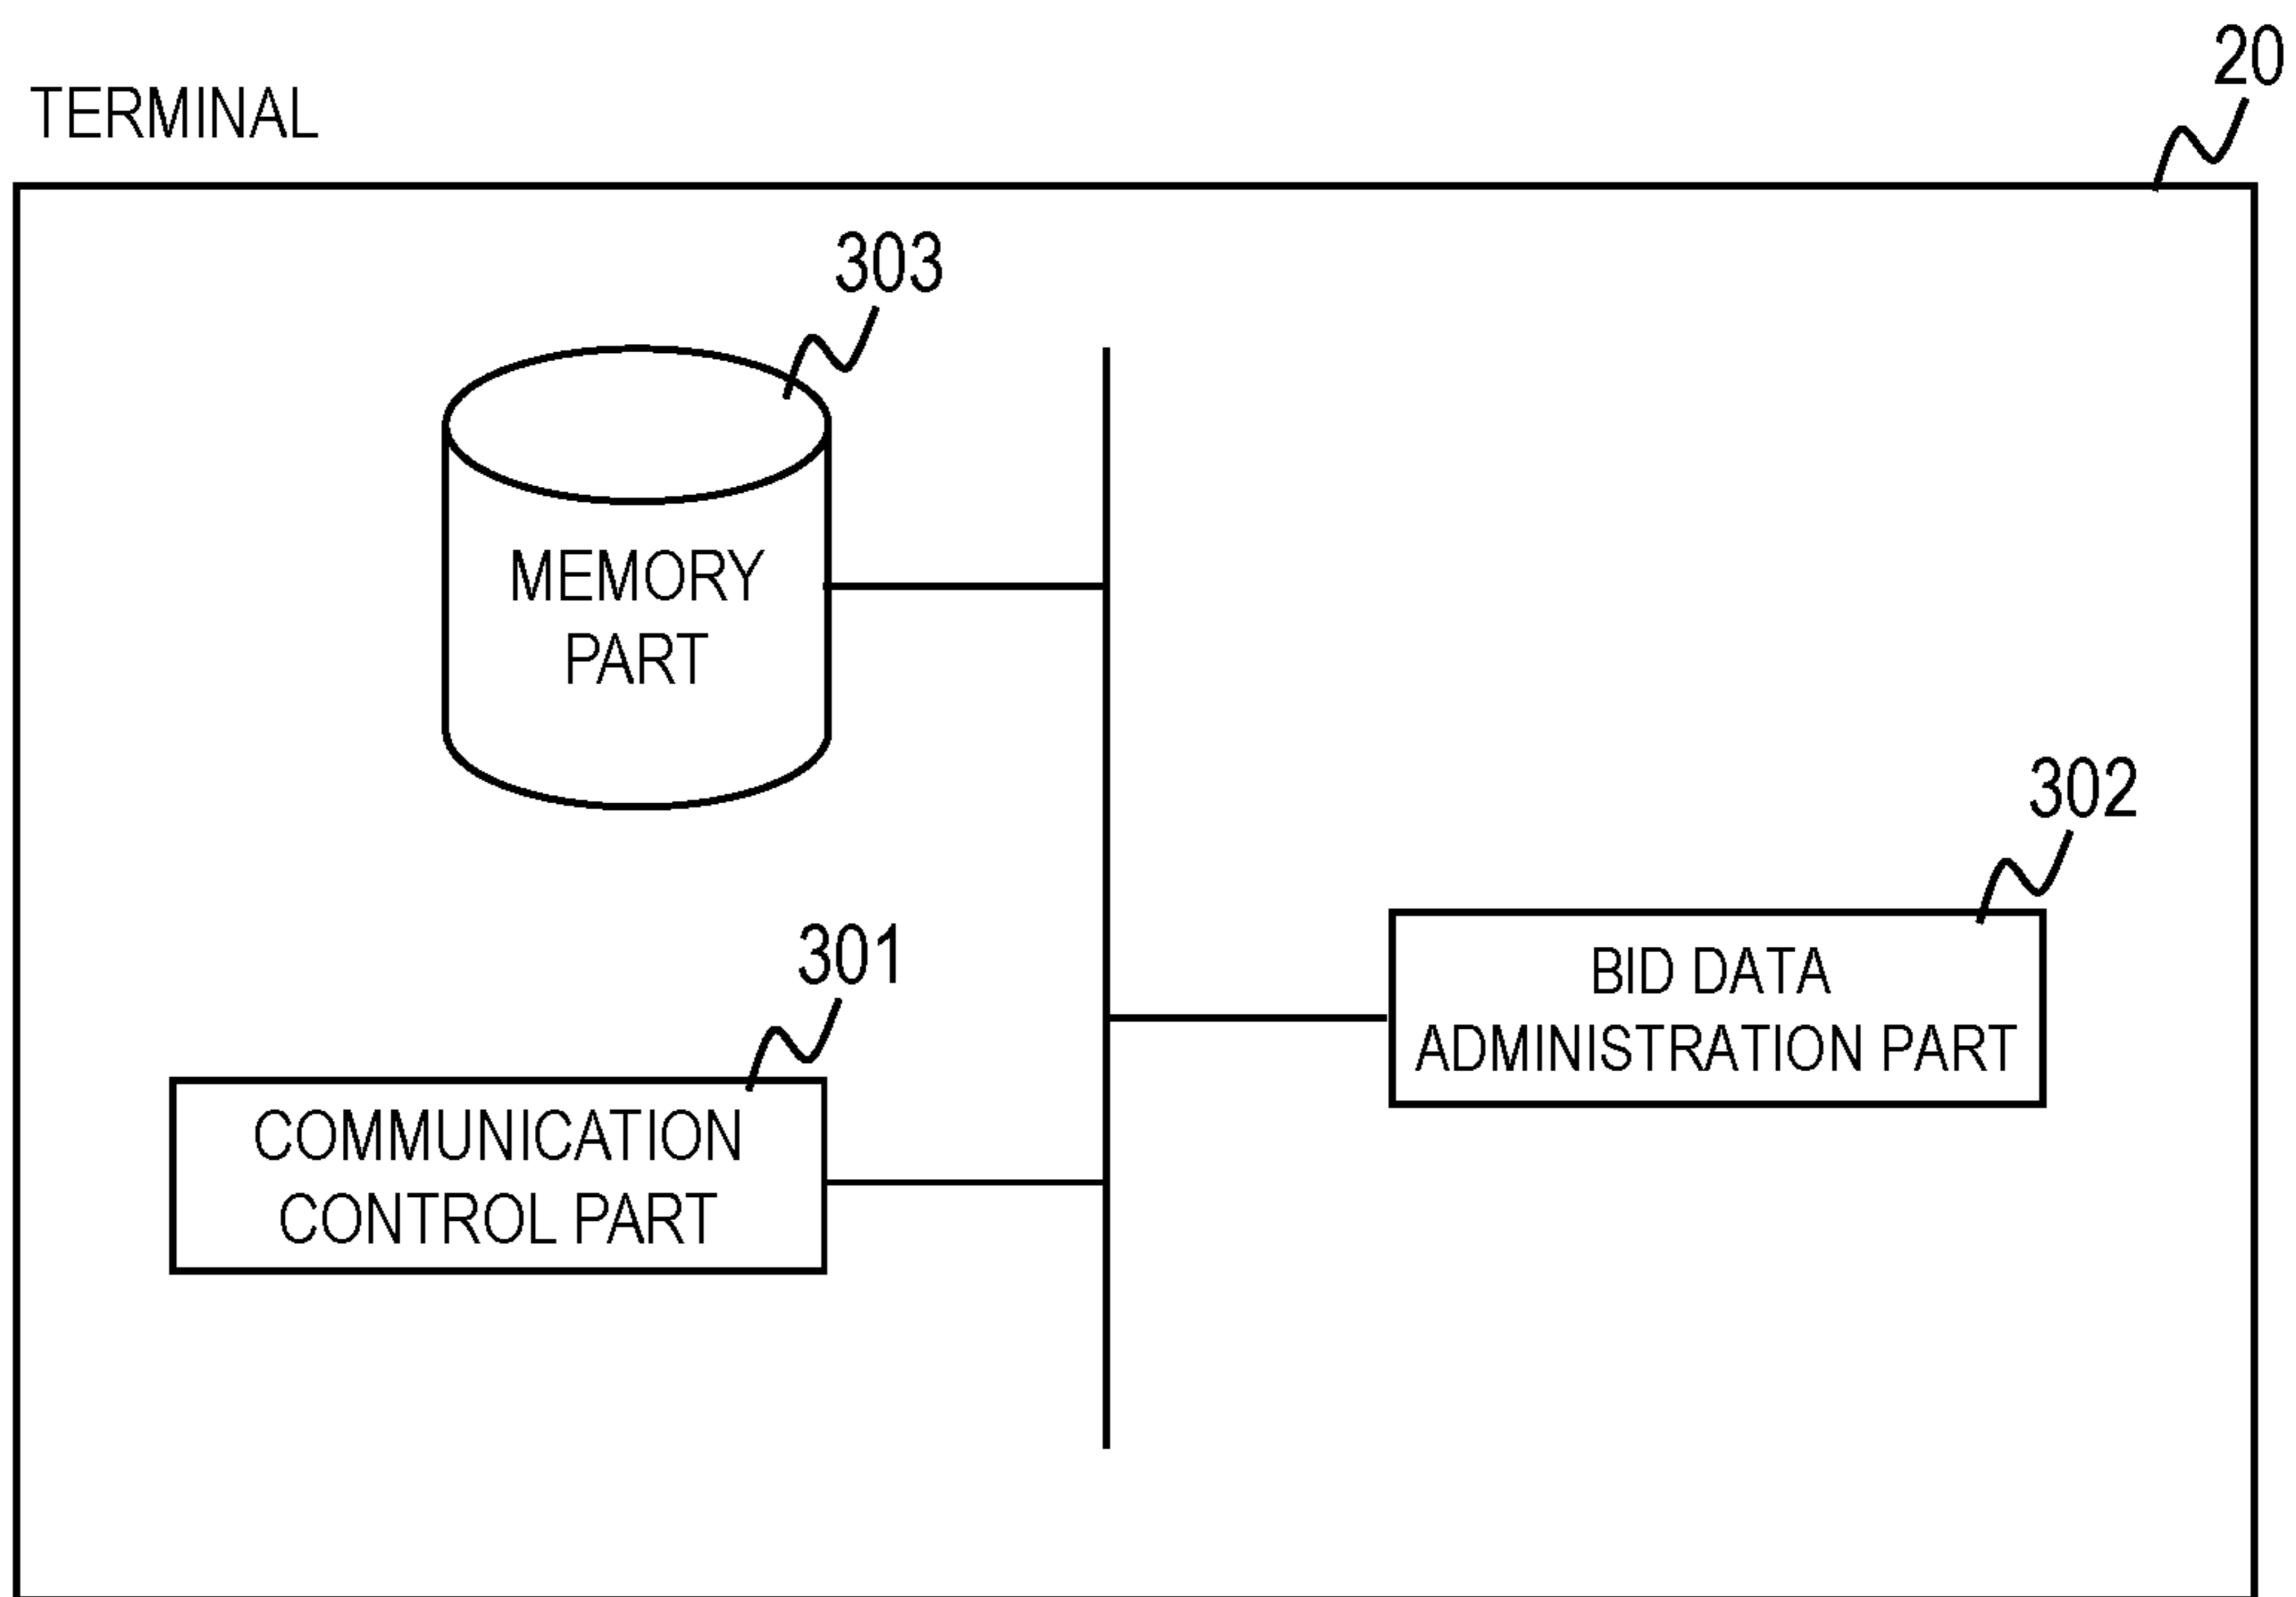 20
TERMINAL
303
MEMORY
PART
302
BID DATA
ADMINISTRATION PART
301
COMMUNICATION
CONTROL PART